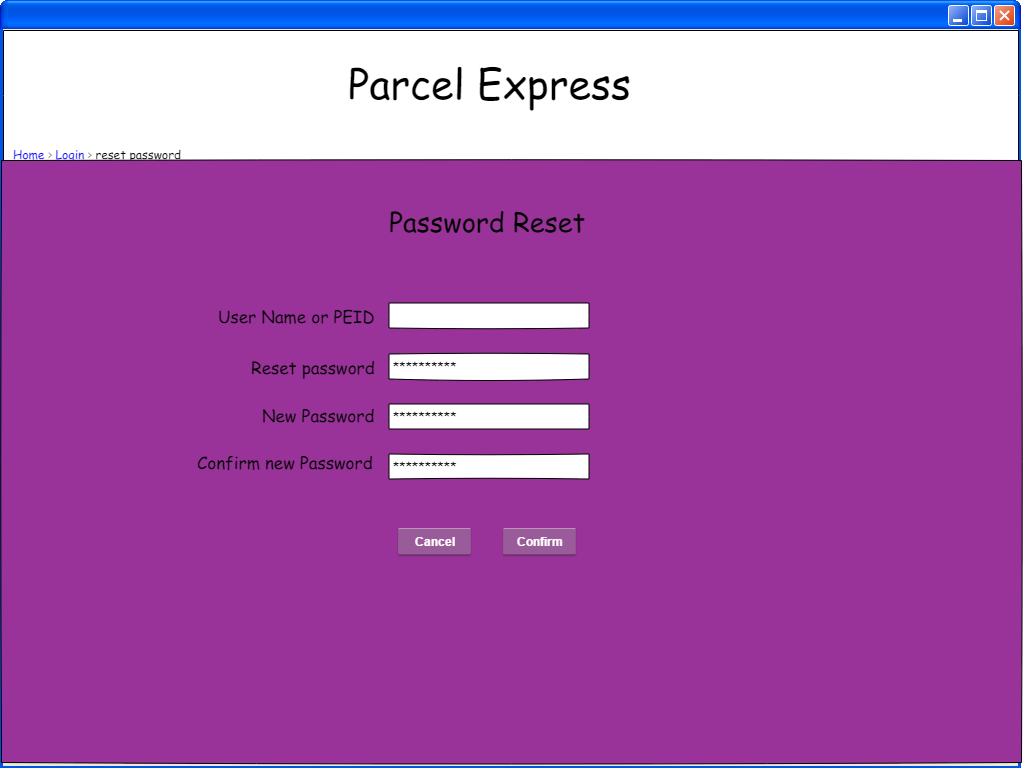 Parcel Express
Home > Login > reset password
Password Reset
User Name or PEID
Reset password **********
New Password **********
Confirm new Password **********
Cancel Confirm